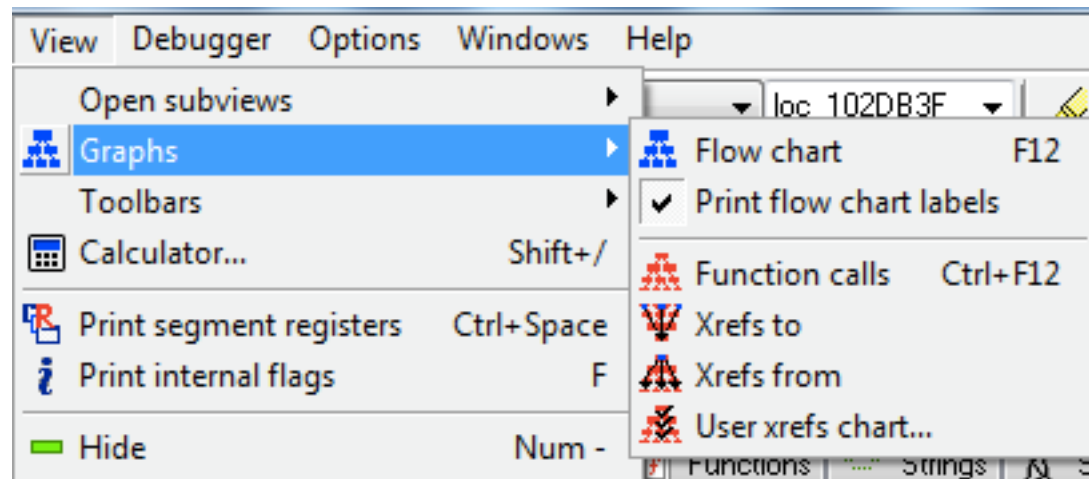 View Debugger Options Windows Help
Open subviews
loc_102DB3F
Graphs
Flow chart F12
Toolbars
Print flow chart labels
Calculator... Shift+/
Function calls Ctrl+F12
Print segment registers Ctrl+Space
Xrefs to
Print internal flags F
Xrefs from
User xrefs chart...
Hide Num -
Functions Strings